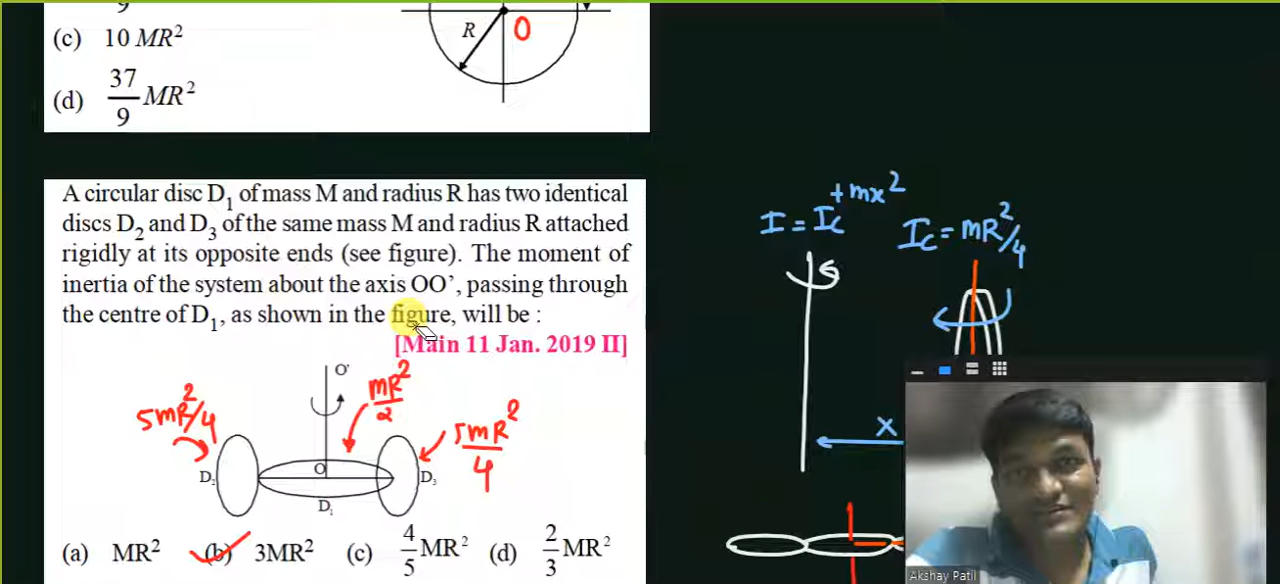 9
(c) 10 MR²
(d) 37/9 MR²
R O
A circular disc D₁ of mass M and radius R has two identical
discs D₂ and D₃ of the same mass M and radius R attached
rigidly at its opposite ends (see figure). The moment of
inertia of the system about the axis OO’, passing through
the centre of D₁, as shown in the figure, will be :
[Main 11 Jan. 2019 II]
O'
5mR²/4
mR²/2
5mR²/4
O
D₂
D₃
D₁
(a) MR² (b) 3MR² (c) 4/5 MR² (d) 2/3 MR²
I = Ic + mx²
Ic = mR²/4
x
Akshay Patil